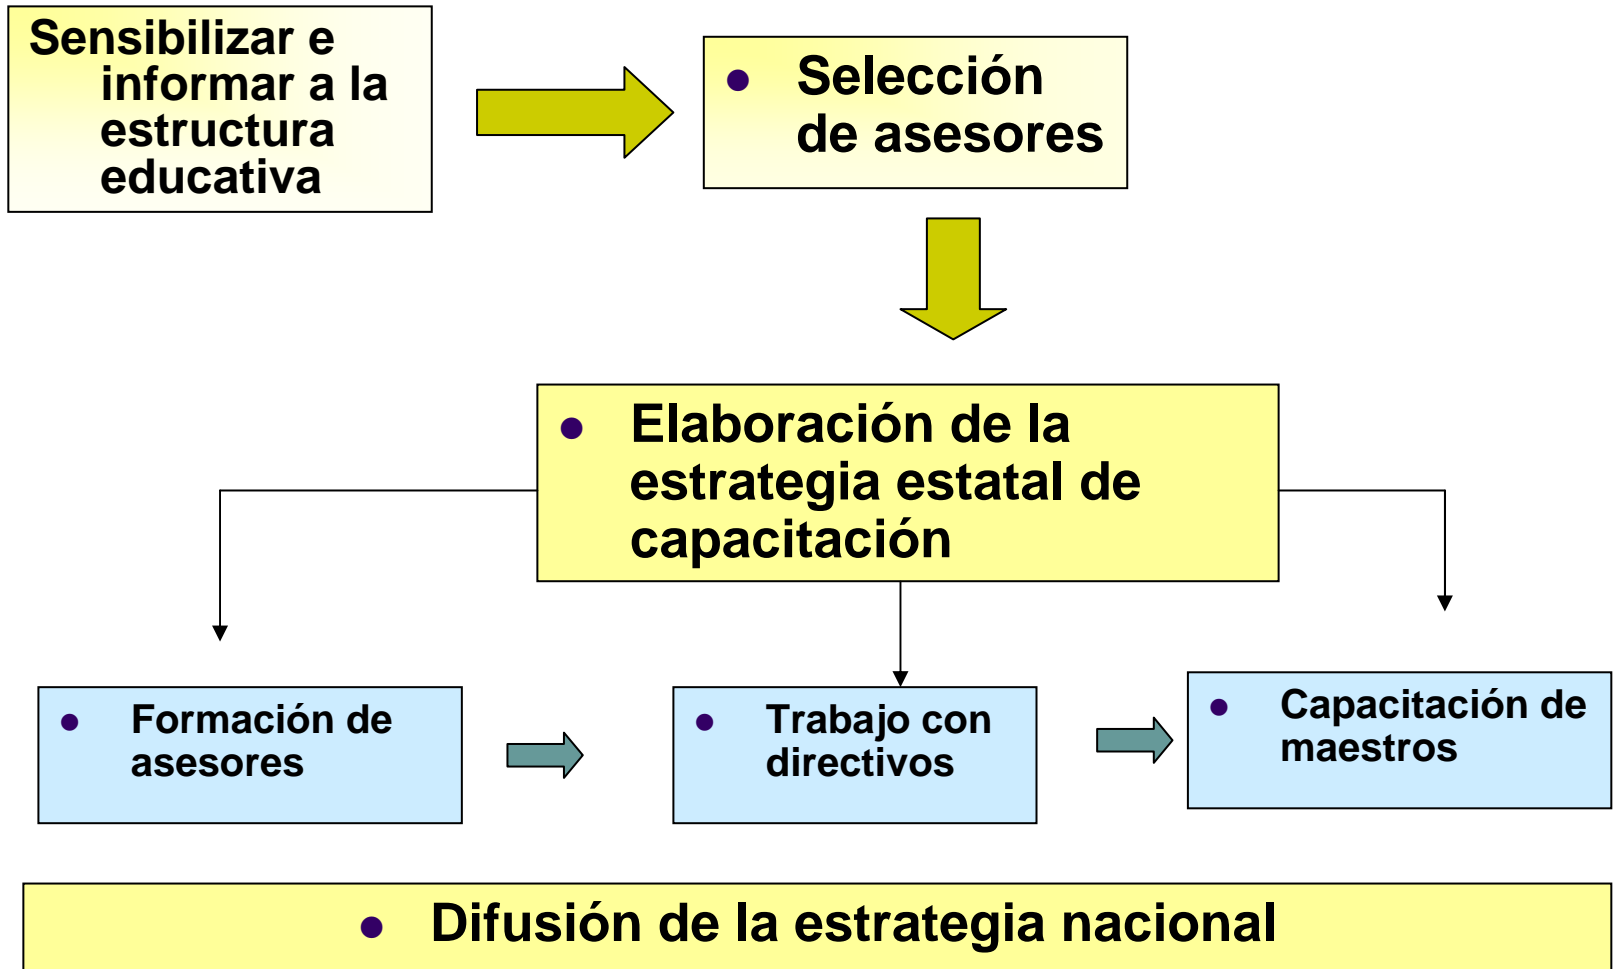 Sensibilizar e
informar a la
estructura
educativa
● Selección
de asesores
● Elaboración de la
estrategia estatal de
capacitación
● Formación de
asesores
● Trabajo con
directivos
● Capacitación de
maestros
● Difusión de la estrategia nacional